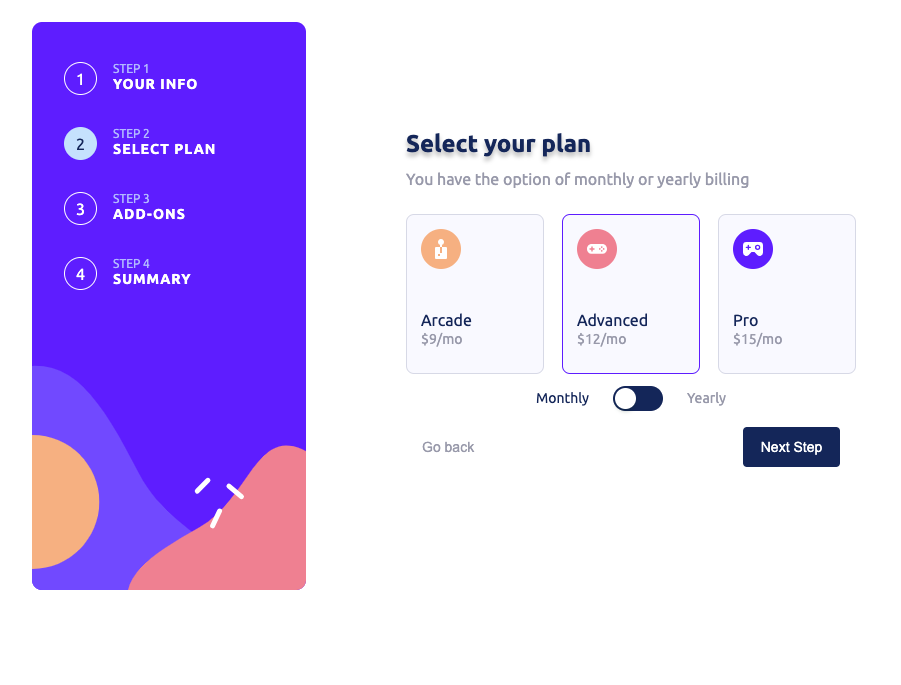 1
STEP 1
YOUR INFO
2
STEP 2
SELECT PLAN
3
STEP 3
ADD-ONS
4
STEP 4
SUMMARY
Select your plan
You have the option of monthly or yearly billing
Arcade
$9/mo
Advanced
$12/mo
Pro
$15/mo
Monthly
Yearly
Go back
Next Step